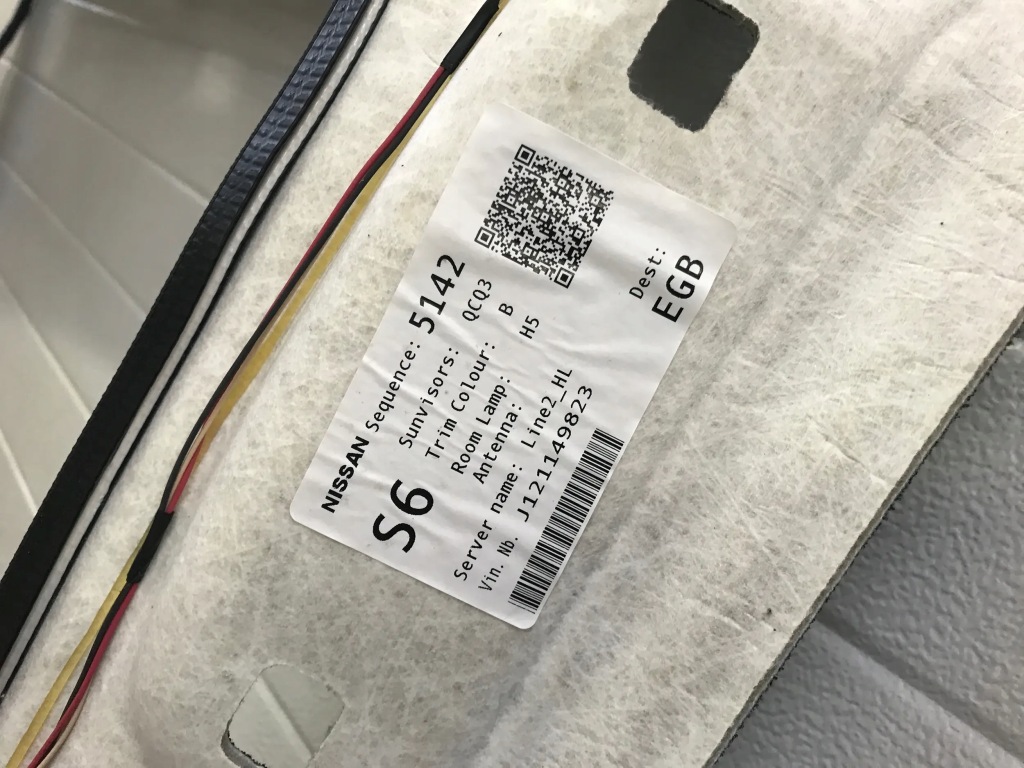 NISSAN Sequence: 5142
S6
Sunvisors: QCQ3
Trim Colour: B
Room Lamp: H5
Antenna:
Server name: Line2_HL
Vin. Nb. J121149823
Dest:
EGB